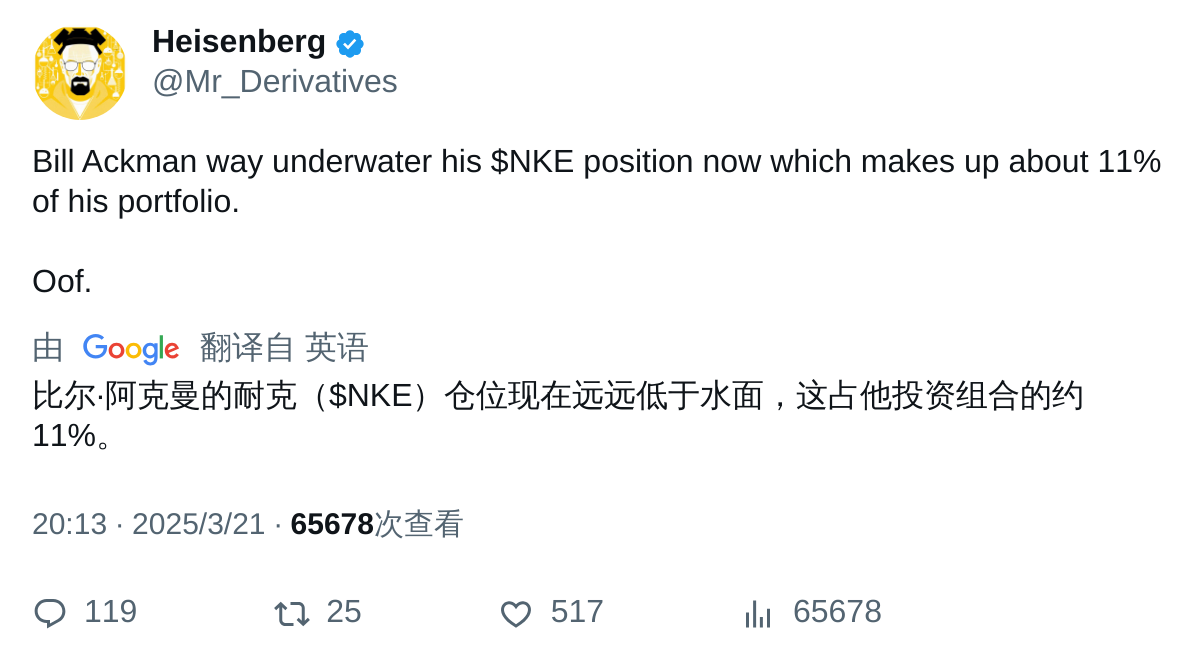 Heisenberg
@Mr_Derivatives
Bill Ackman way underwater his $NKE position now which makes up about 11%
of his portfolio.
Oof.
由 Google 翻译自 英语
比尔·阿克曼的耐克（$NKE）仓位现在远远低于水面，这占他投资组合的约
11%。
20:13 · 2025/3/21 · 65678次查看
119 25 517 65678